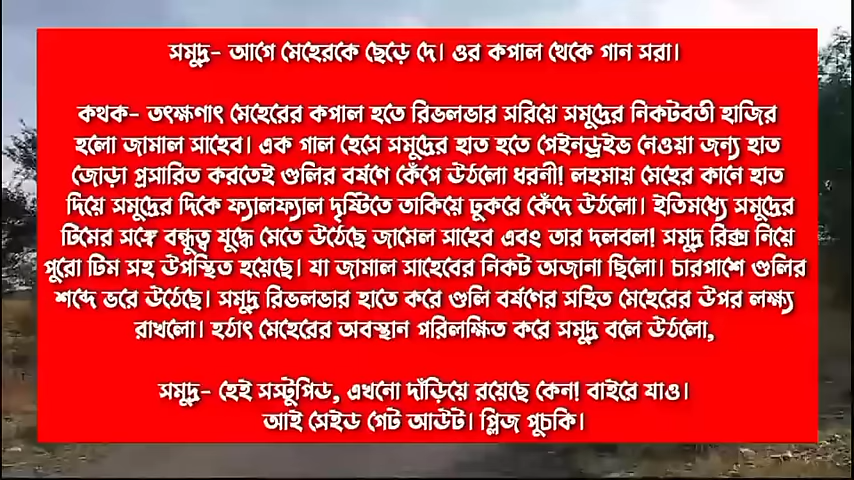 সমুদ্র- আগে মেহেরকে ছেড়ে দে। ওর কপাল থেকে গান সরা।
কথক- তৎক্ষণাৎ মেহেরের কপাল হতে রিভলভার সরিয়ে সমুদ্রের নিকটবর্তী হাজির
হলো জামাল সাহেব। এক গাল হেসে সমুদ্রের হাত হতে পেইনড্রইভ নেওয়া জন্য হাত
জোড়া প্রসারিত করতেই গুলির বর্ষণে কেঁপে উঠলো ধরনী! লহমায় মেহের কানে হাত
দিয়ে সমুদ্রের দিকে ফ্যালফ্যাল দৃষ্টিতে তাকিয়ে ঢুকরে কেঁদে উঠলো। ইতিমধ্যে সমুদ্রের
টিমের সঙ্গে বন্ধুত্ব যুদ্ধে মেতে উঠেছে জামেল সাহেব এবং তার দলবল! সমুদ্র রিক্স নিয়ে
পুরো টিম সহ উপস্থিত হয়েছে। যা জামাল সাহেবের নিকট অজানা ছিলো। চারপাশে গুলির
শব্দে ভরে উঠেছে। সমুদ্র রিভলভার হাতে করে গুলি বর্ষণের সহিত মেহেরের উপর লক্ষ্য
রাখলো। হঠাৎ মেহেরের অবস্থান পরিলক্ষিত করে সমুদ্র বলে উঠলো,
সমুদ্র- হেই সস্টুপিড, এখনো দাঁড়িয়ে রয়েছে কেন! বাইরে যাও।
আই সেইড গেট আউট। প্লিজ পুচকি।